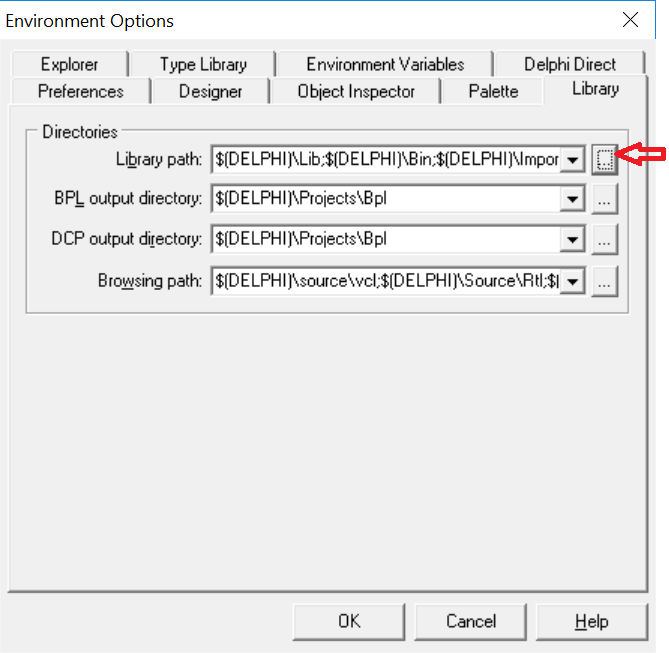 Environment Options
Explorer Type Library Environment Variables Delphi Direct
Preferences Designer Object Inspector Palette Library
Directories
Library path: $(DELPHI)\Lib;$(DELPHI)\Bin;$(DELPHI)\Impor ...
BPL output directory: $(DELPHI)\Projects\Bpl ...
DCP output directory: $(DELPHI)\Projects\Bpl ...
Browsing path: $(DELPHI)\source\vcl;$(DELPHI)\Source\Rtl;$( ...
OK Cancel Help